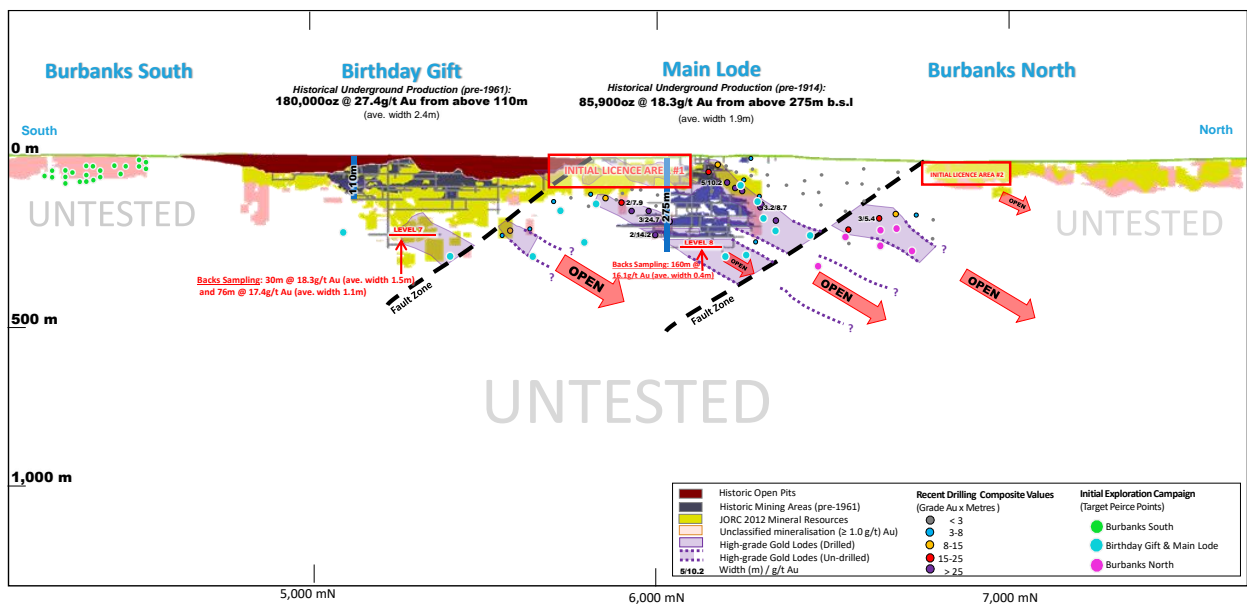 Burbanks South
Birthday Gift
Main Lode
Burbanks North
Historical Underground Production (pre-1961):
180,000oz @ 27.4g/t Au from above 110m
(ave. width 2.4m)
Historical Underground Production (pre-1914):
85,900oz @ 18.3g/t Au from above 275m b.s.l
(ave. width 1.9m)
South
North
0 m
110m
275m
INITIAL LICENCE AREA #1
INITIAL LICENCE AREA #2
UNTESTED
UNTESTED
5/10.2
2/7.9
3/24.7
2/14.2
3.2/8.7
3/5.4
OPEN
LEVEL 7
LEVEL 8
Backs Sampling: 30m @ 18.3g/t Au (ave. width 1.5m)
and 76m @ 17.4g/t Au (ave. width 1.1m)
Backs Sampling: 160m @
16.1g/t Au (ave. width 0.4m)
OPEN
?
?
?
?
OPEN
OPEN
OPEN
Fault Zone
Fault Zone
500 m
UNTESTED
1,000 m
Historic Open Pits
Historic Mining Areas (pre-1961)
JORC 2012 Mineral Resources
Unclassified mineralisation (≥ 1.0 g/t) Au)
High-grade Gold Lodes (Drilled)
High-grade Gold Lodes (Un-drilled)
5/10.2 Width (m) / g/t Au
Recent Drilling Composite Values
(Grade Au x Metres)
< 3
3-8
8-15
15-25
> 25
Initial Exploration Campaign
(Target Peirce Points)
Burbanks South
Birthday Gift & Main Lode
Burbanks North
5,000 mN
6,000 mN
7,000 mN